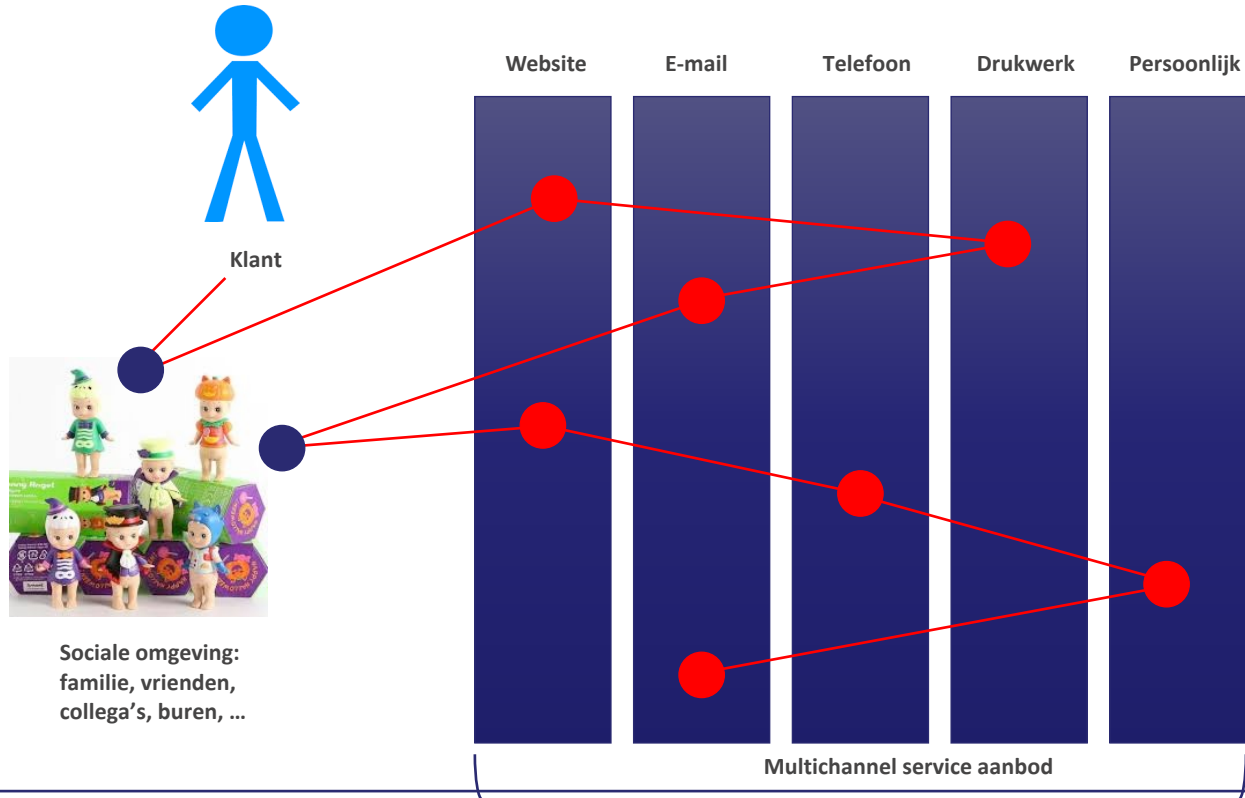 Website
E-mail
Telefoon
Drukwerk
Persoonlijk
Klant
Sociale omgeving:
familie, vrienden,
collega's, buren, …
Multichannel service aanbod